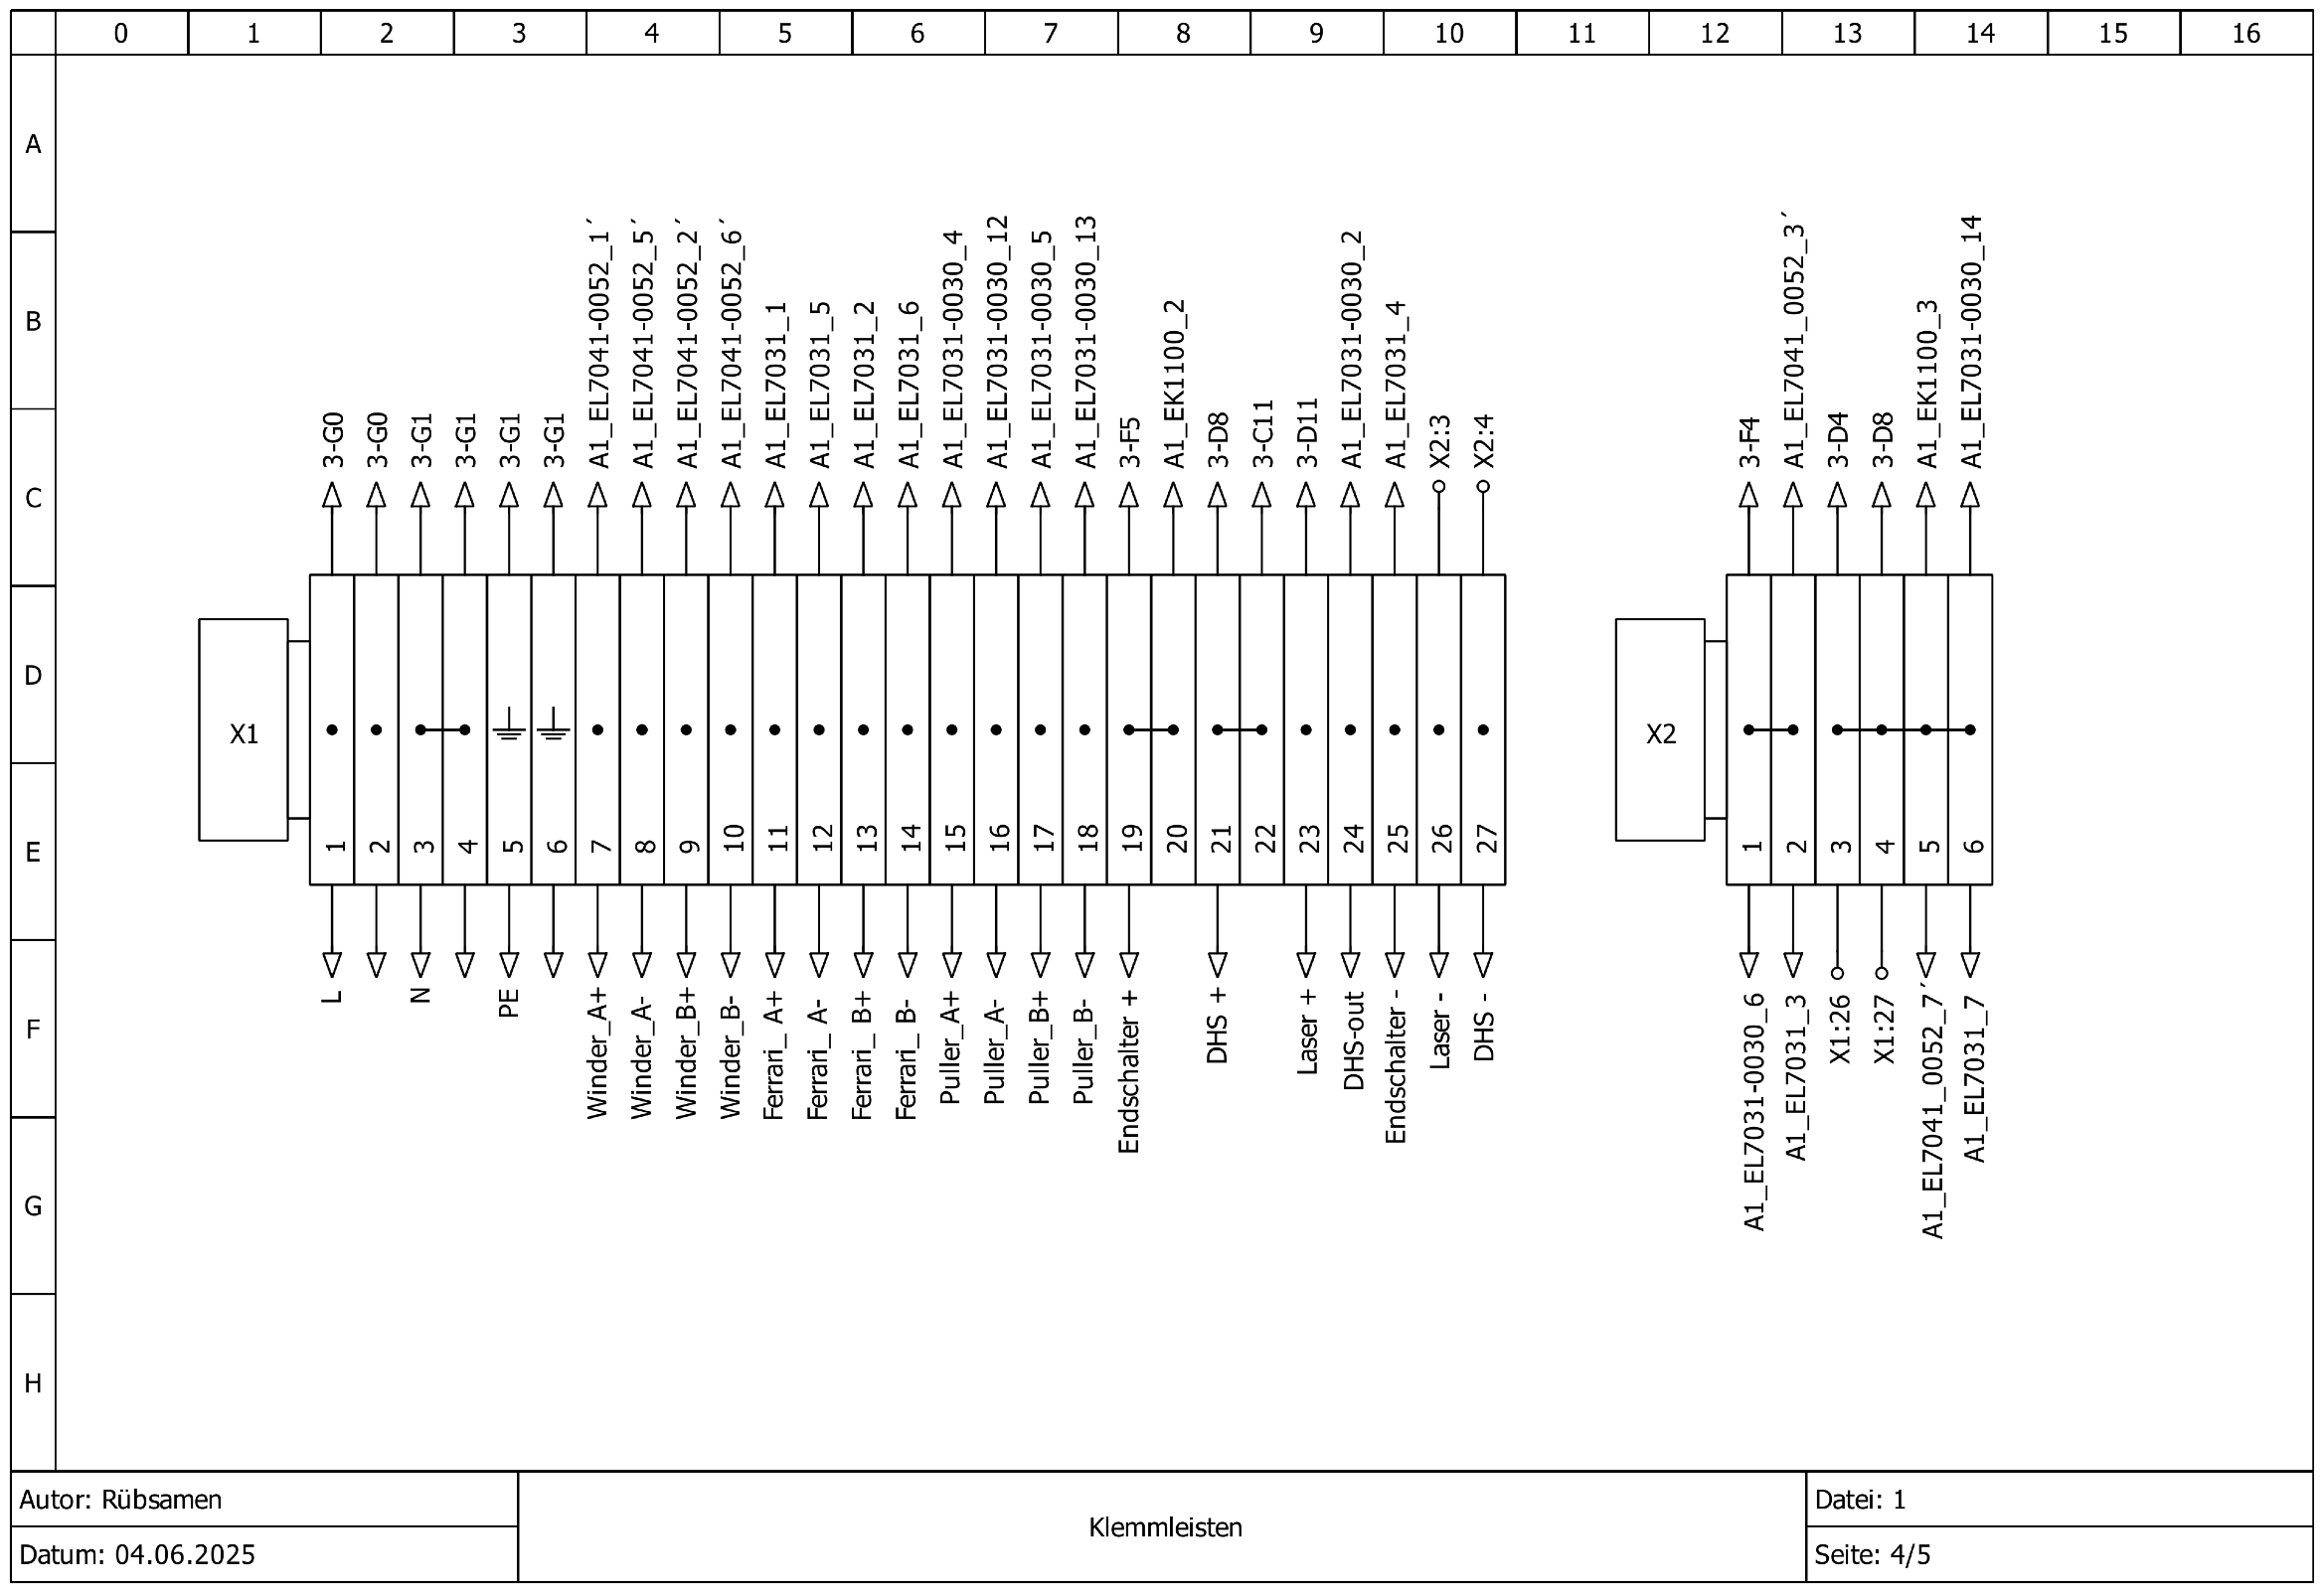 0 1 2 3 4 5 6 7 8 9 10 11 12 13 14 15 16
A
B
C
D
E
F
G
H
3-G0
3-G0
3-G1
3-G1
3-G1
3-G1
A1_EL7041-0052_1´
A1_EL7041-0052_5´
A1_EL7041-0052_2´
A1_EL7041-0052_6´
A1_EL7031_1
A1_EL7031_5
A1_EL7031_2
A1_EL7031_6
A1_EL7031-0030_4
A1_EL7031-0030_12
A1_EL7031-0030_5
A1_EL7031-0030_13
3-F5
A1_EK1100_2
3-D8
3-C11
3-D11
A1_EL7031-0030_2
A1_EL7031_4
X2:3
X2:4
X1
1 2 3 4 5 6 7 8 9 10 11 12 13 14 15 16 17 18 19 20 21 22 23 24 25 26 27
L
N
PE
Winder_A+
Winder_A-
Winder_B+
Winder_B-
Ferrari_ A+
Ferrari_ A-
Ferrari_ B+
Ferrari_ B-
Puller_A+
Puller_A-
Puller_B+
Puller_B-
Endschalter +
DHS +
Laser +
DHS-out
Endschalter -
Laser -
DHS -
3-F4
A1_EL7041_0052_3´
3-D4
3-D8
A1_EK1100_3
A1_EL7031-0030_14
X2
1 2 3 4 5 6
A1_EL7031-0030_6
A1_EL7031_3
X1:26
X1:27
A1_EL7041_0052_7´
A1_EL7031_7
Autor: Rübsamen
Datum: 04.06.2025
Klemmleisten
Datei: 1
Seite: 4/5